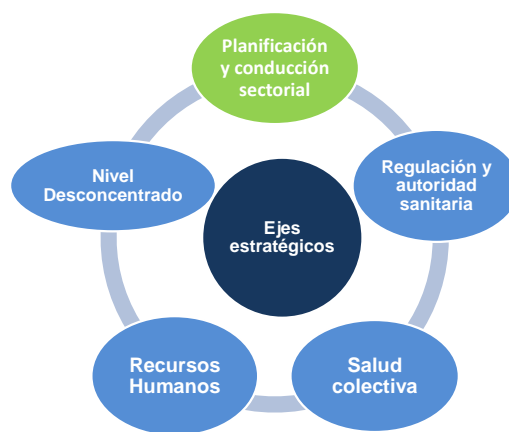 Planificación
y conducción
sectorial
Regulación y
autoridad
sanitaria
Salud
colectiva
Recursos
Humanos
Nivel
Desconcentrado
Ejes
estratégicos